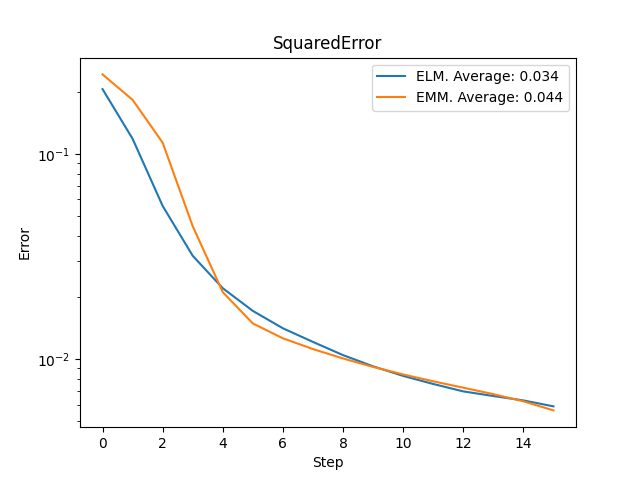 SquaredError
ELM. Average: 0.034
EMM. Average: 0.044
10⁻¹
10⁻²
Error
0 2 4 6 8 10 12 14
Step